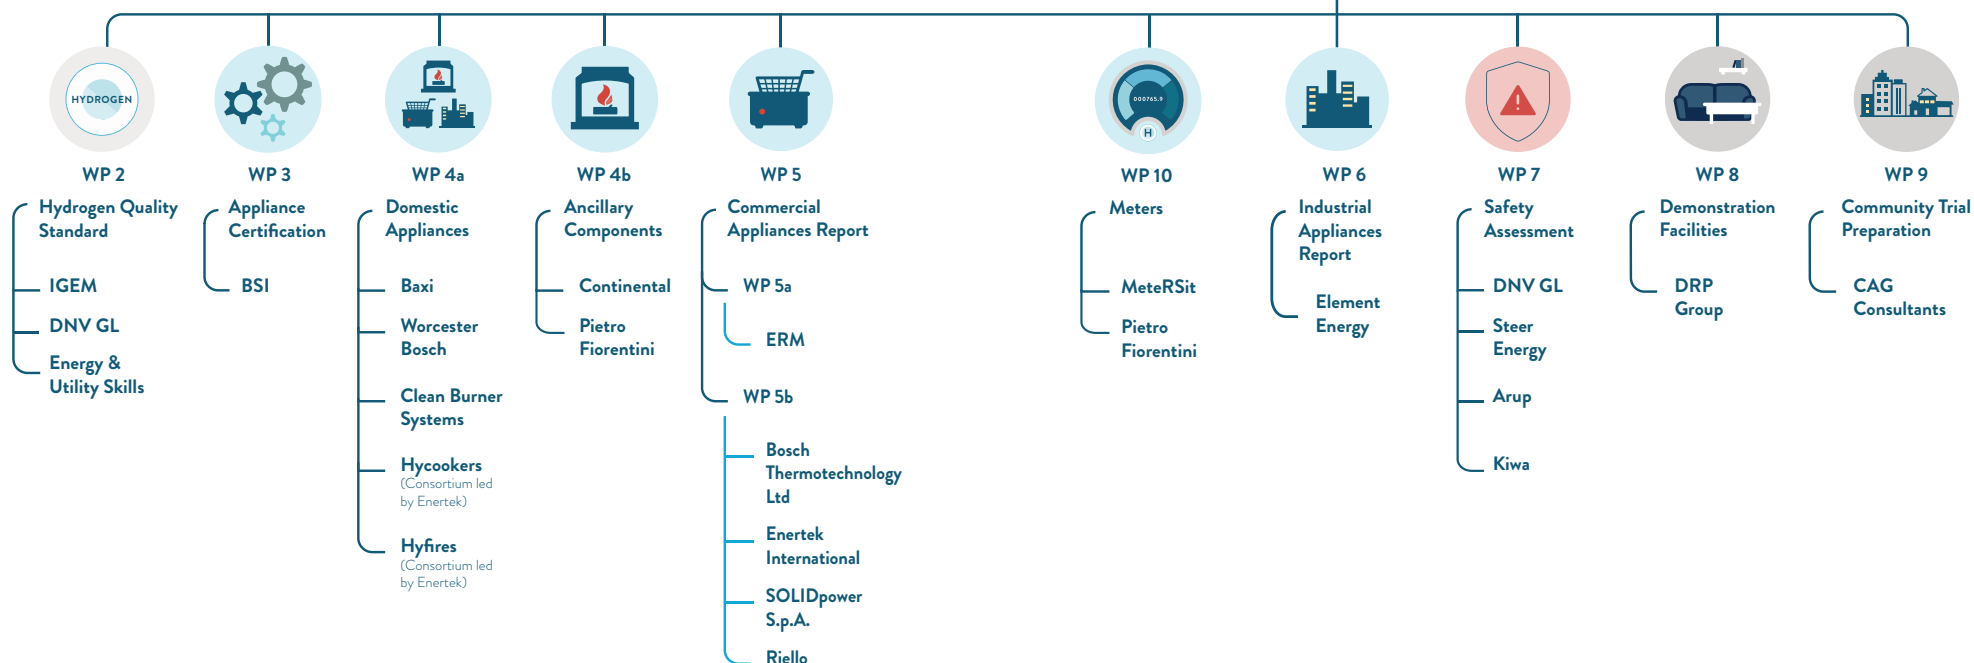 HYDROGEN
WP 2
Hydrogen Quality
Standard
IGEM
DNV GL
Energy &
Utility Skills
WP 3
Appliance
Certification
BSI
WP 4a
Domestic
Appliances
Baxi
Worcester
Bosch
Clean Burner
Systems
Hycookers
(Consortium led
by Enertek)
Hyfires
(Consortium led
by Enertek)
WP 4b
Ancillary
Components
Continental
Pietro
Fiorentini
WP 5
Commercial
Appliances Report
WP 5a
ERM
WP 5b
Bosch
Thermotechnology
Ltd
Enertek
International
SOLIDpower
S.p.A.
Riello
000765.9
H
WP 10
Meters
MeteRSit
Pietro
Fiorentini
WP 6
Industrial
Appliances
Report
Element
Energy
WP 7
Safety
Assessment
DNV GL
Steer
Energy
Arup
Kiwa
WP 8
Demonstration
Facilities
DRP
Group
WP 9
Community Trial
Preparation
CAG
Consultants